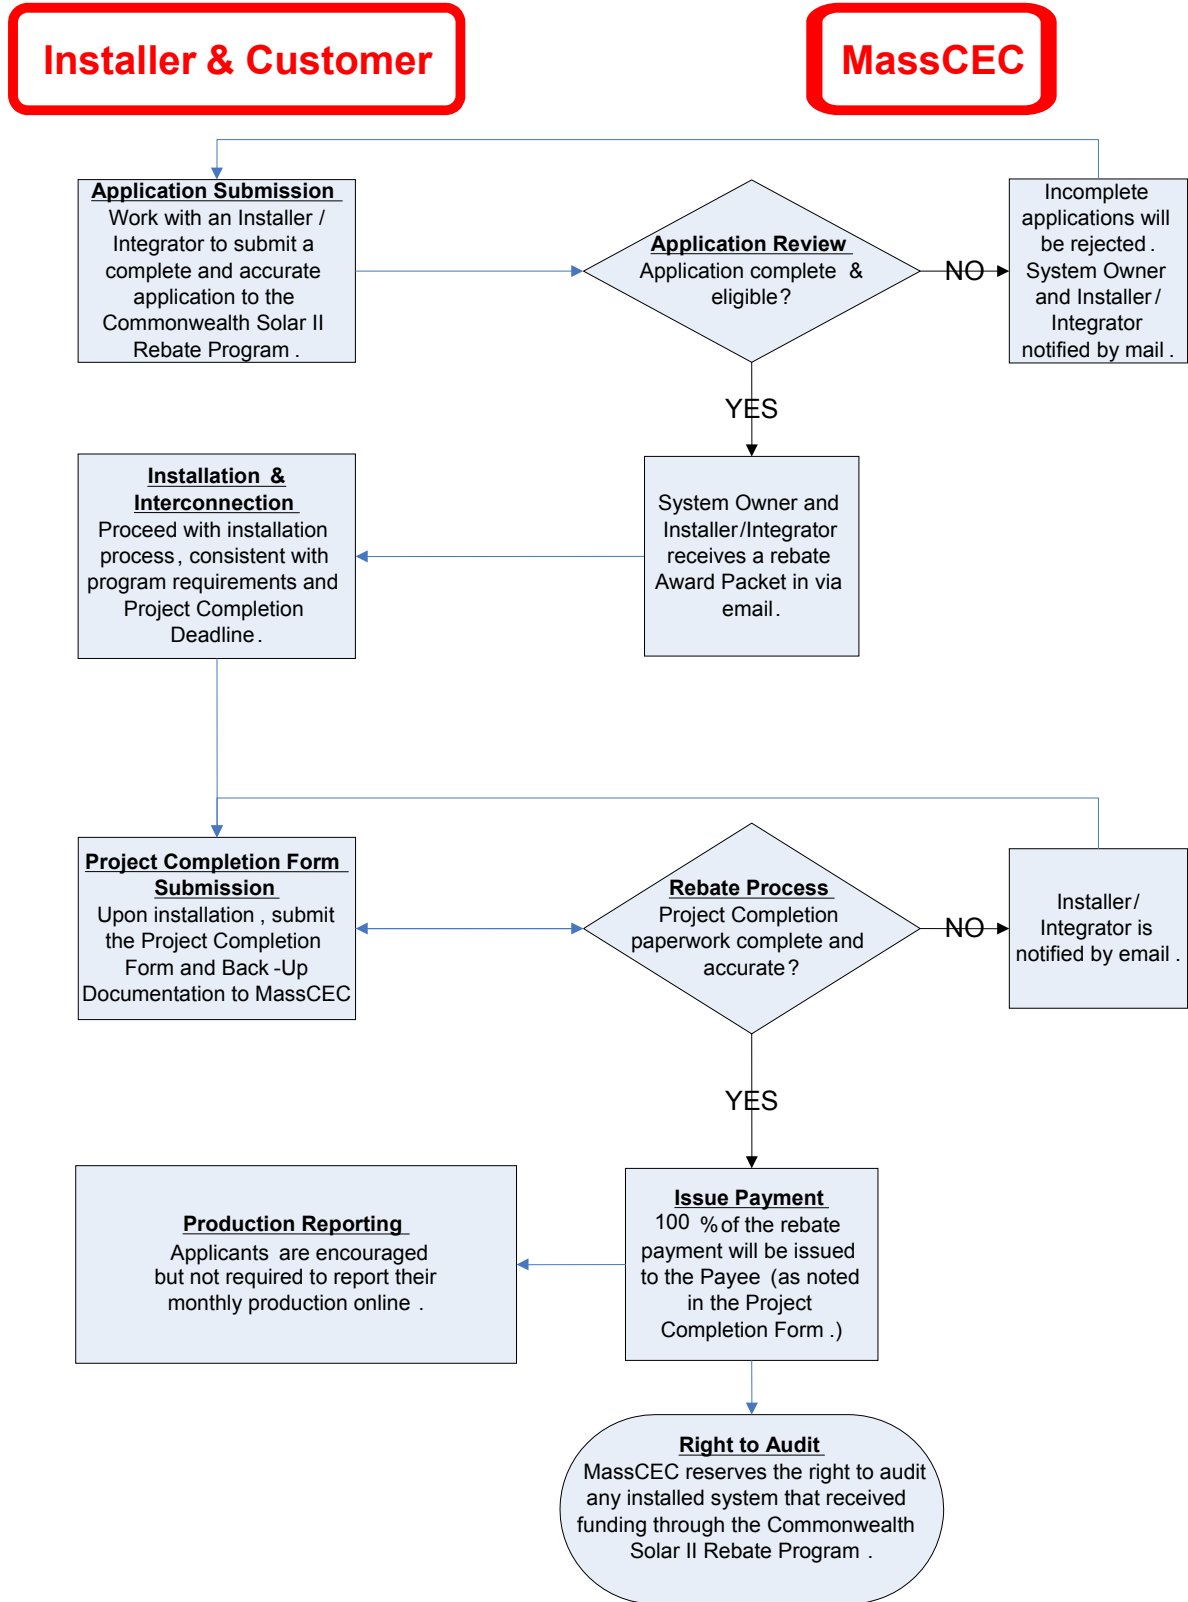 Installer & Customer
MassCEC
Application Submission
Work with an Installer /
Integrator to submit a
complete and accurate
application to the
Commonwealth Solar II
Rebate Program .
Application Review
Application complete & 
eligible?
NO
Incomplete
applications will
be rejected .
System Owner
and Installer /
Integrator
notified by mail .
YES
Installation &
Interconnection
Proceed with installation
process, consistent with
program requirements and
Project Completion
Deadline .
System Owner and
Installer/Integrator
receives a rebate
Award Packet in via
email .
Project Completion Form
Submission
Upon installation , submit
the Project Completion
Form and Back -Up
Documentation to MassCEC
Rebate Process
Project Completion
paperwork complete and
accurate?
NO
Installer /
Integrator is
notified by email .
YES
Production Reporting
Applicants are encouraged
but not required to report their
monthly production online .
Issue Payment
100 % of the rebate
payment will be issued
to the Payee (as noted
in the Project
Completion Form .)
Right to Audit
MassCEC reserves the right to audit
any installed system that received
funding through the Commonwealth
Solar II Rebate Program .